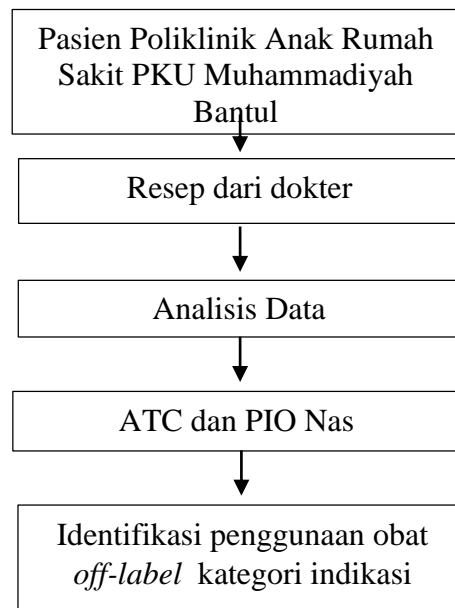 Pasien Poliklinik Anak Rumah
Sakit PKU Muhammadiyah
Bantul
Resep dari dokter
Analisis Data
ATC dan PIO Nas
Identifikasi penggunaan obat
off-label kategori indikasi